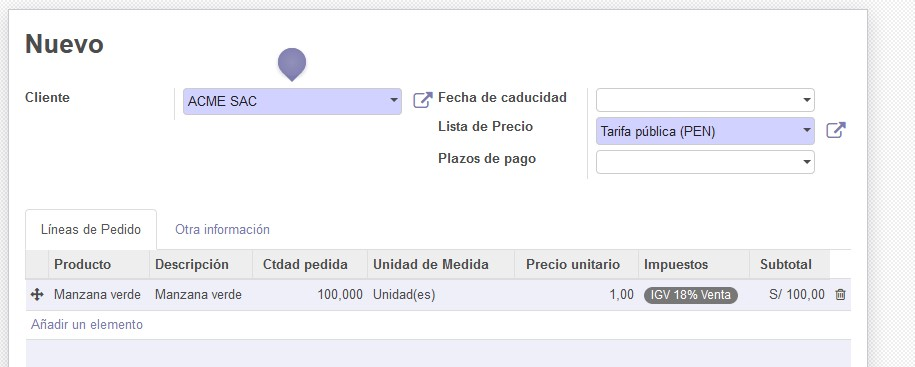 Nuevo
Cliente
ACME SAC
Fecha de caducidad
Lista de Precio
Tarifa pública (PEN)
Plazos de pago
Líneas de Pedido
Otra información
Producto Descripción Ctdad pedida Unidad de Medida Precio unitario Impuestos Subtotal
Manzana verde Manzana verde 100,000 Unidad(es) 1,00 IGV 18% Venta S/ 100,00
Añadir un elemento